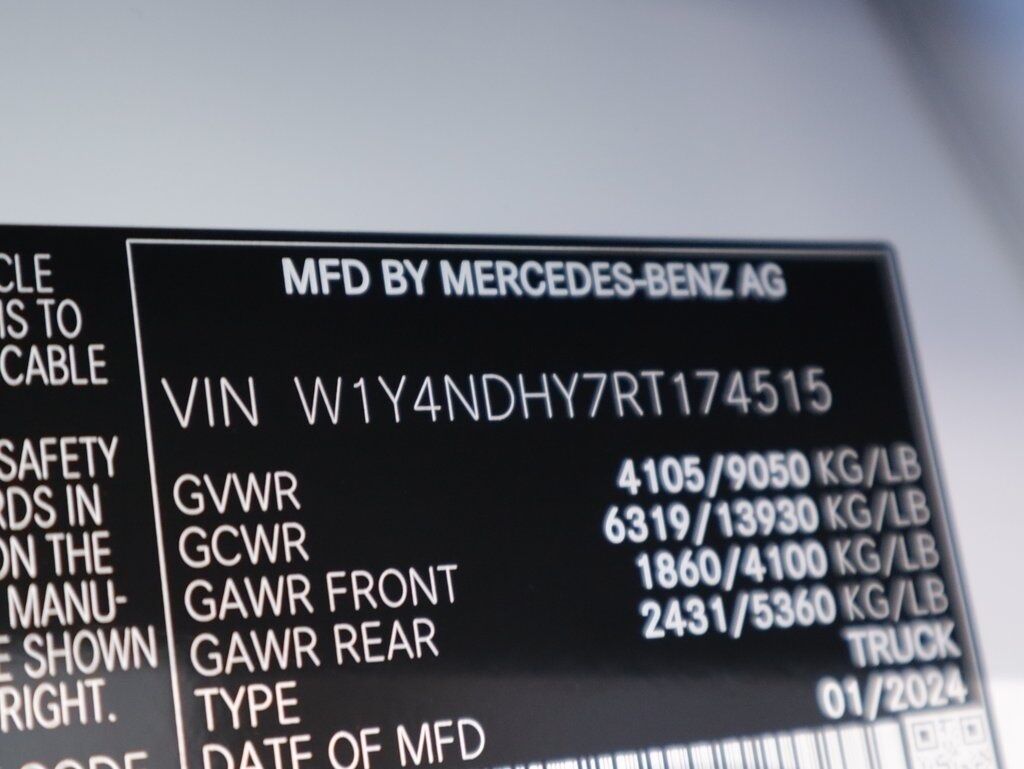 CLE
IS TO
CABLE
SAFETY
RDS IN
ON THE
MANU-
E SHOWN
RIGHT.
CODE
MFD BY MERCEDES-BENZ AG
VIN W1Y4NDHY7RT174515
GVWR 4105/9050 KG/LB
GCWR 6319/13930 KG/LB
GAWR FRONT 1860/4100 KG/LB
GAWR REAR 2431/5360 KG/LB
TYPE TRUCK
DATE OF MFD 01/2024